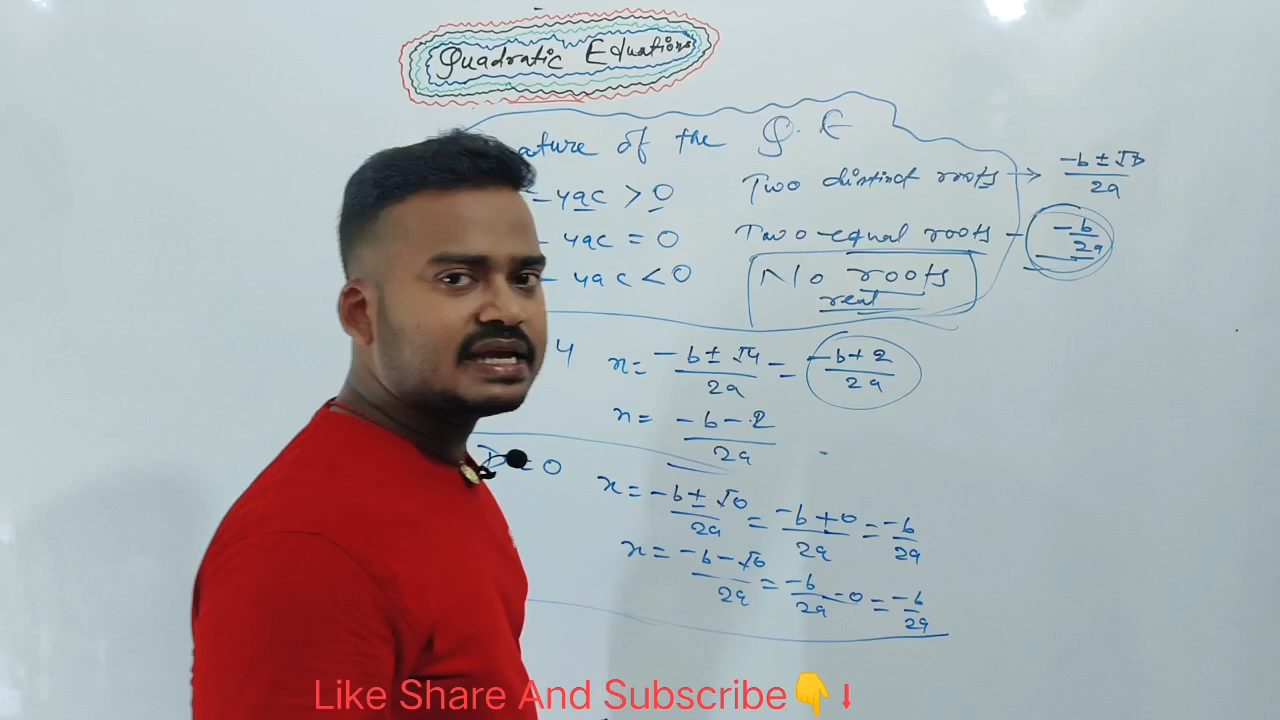 Quadratic Equations
ature of the Q.E
-4ac > 0 Two distinct roots → -b ± √D / 2a
- 4ac = 0 Two equal roots - -b/2a
- 4ac < 0 No roots
real
4 x = -b ± √4 / 2a = -b + 2 / 2a
x = -b - 2 / 2a
D = 0 x = -b ± √0 / 2a = -b + 0 / 2a = -b/2a
x = -b - √0 / 2a = -b/2a - 0 = -b/2a
Like Share And Subscribe👇⬇